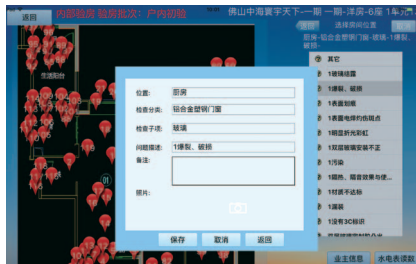 返回
内部验房 验房批次：户内初验
佛山中海寰宇天下-一期 一期-洋房-6座 1单元
选择房间位置
厨房-铝合金塑钢门窗-玻璃-1爆裂、破损-
其它
1玻璃结露
1爆裂、破损
1表面划痕
1表面电焊灼伤斑点
1明显折光彩虹
1双层玻璃安装不正
1污染
1隔热、隔音效果与使...
1材质不达标
1漏装
1没有3C标识
生活阳台
位置：
厨房
检查分类：
铝合金塑钢门窗
检查子项：
玻璃
问题描述：
1爆裂、破损
备注：
照片：
保存
取消
返回
业主信息
水电表读数